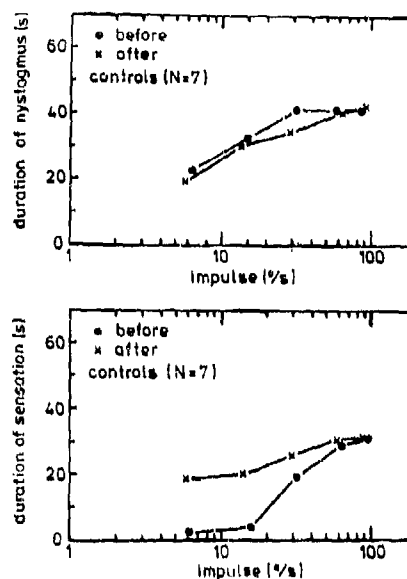 60
40
20
0
duration of nystagmus (s)
● before
× after
controls (N=7)
1
10
100
impulse (°/s)
60
40
20
0
duration of sensation (s)
■ before
× after
controls (N=7)
1
10
100
impulse (°/s)